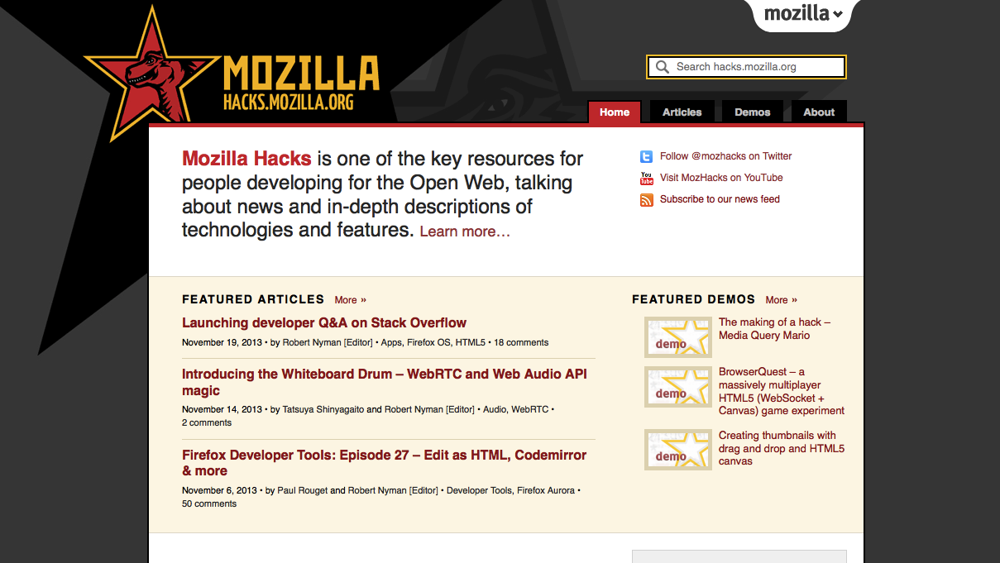 mozilla
MOZILLA
HACKS.MOZILLA.ORG
Search hacks.mozilla.org
Home
Articles
Demos
About
Mozilla Hacks is one of the key resources for
people developing for the Open Web, talking
about news and in-depth descriptions of
technologies and features. Learn more…
Follow @mozhacks on Twitter
You
Tube
Visit MozHacks on YouTube
Subscribe to our news feed
FEATURED ARTICLES More »
Launching developer Q&A on Stack Overflow
November 19, 2013 • by Robert Nyman [Editor] • Apps, Firefox OS, HTML5 • 18 comments
Introducing the Whiteboard Drum – WebRTC and Web Audio API
magic
November 14, 2013 • by Tatsuya Shinyagaito and Robert Nyman [Editor] • Audio, WebRTC •
2 comments
Firefox Developer Tools: Episode 27 – Edit as HTML, Codemirror
& more
November 6, 2013 • by Paul Rouget and Robert Nyman [Editor] • Developer Tools, Firefox Aurora •
50 comments
FEATURED DEMOS More »
demo
The making of a hack –
Media Query Mario
demo
BrowserQuest – a
massively multiplayer
HTML5 (WebSocket +
Canvas) game experiment
demo
Creating thumbnails with
drag and drop and HTML5
canvas